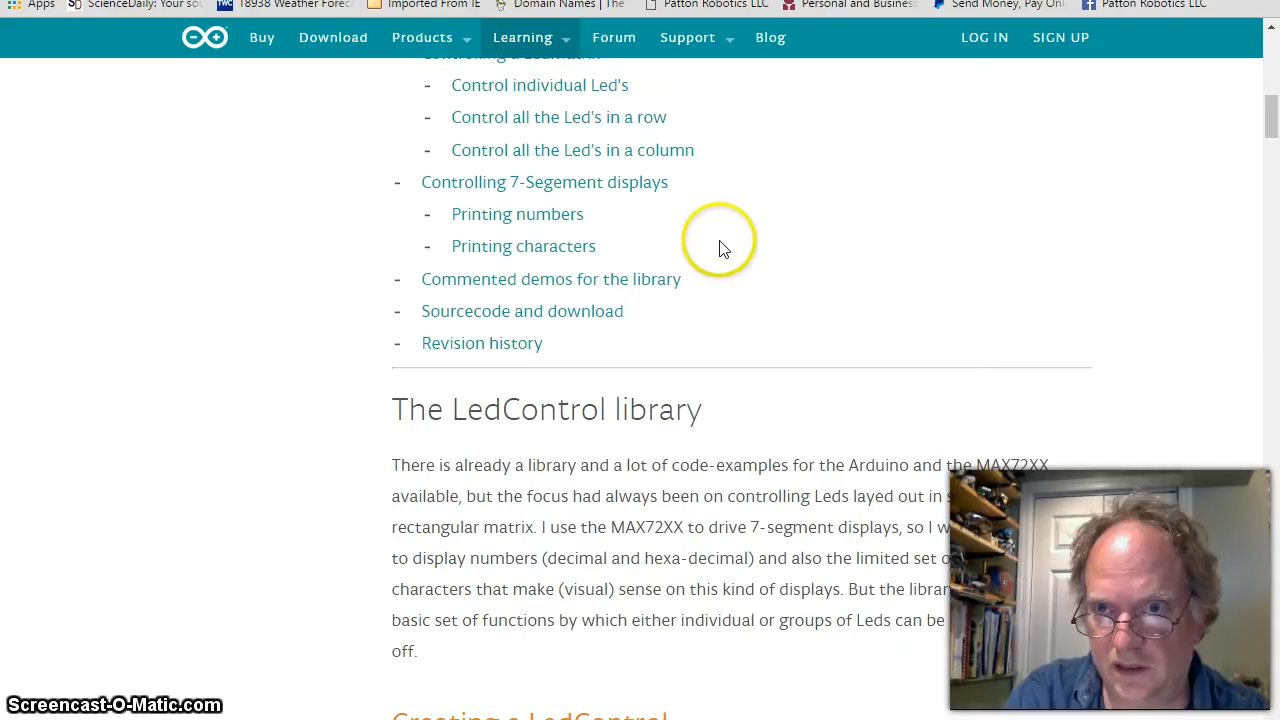 Apps ScienceDaily: Your so 18938 Weather Forec Imported From IE Domain Names | The Patton Robotics LLC Personal and Business Send Money, Pay Onli Patton Robotics LLC
Buy Download Products Learning Forum Support Blog LOG IN SIGN UP
- Control individual Led's
- Control all the Led's in a row
- Control all the Led's in a column
- Controlling 7-Segement displays
- Printing numbers
- Printing characters
- Commented demos for the library
- Sourcecode and download
- Revision history
The LedControl library
There is already a library and a lot of code-examples for the Arduino and the MAX72XX
available, but the focus had always been on controlling Leds layed out in s
rectangular matrix. I use the MAX72XX to drive 7-segment displays, so I w
to display numbers (decimal and hexa-decimal) and also the limited set o
characters that make (visual) sense on this kind of displays. But the librar
basic set of functions by which either individual or groups of Leds can be
off.
Creating a LedControl
Screencast-O-Matic.com